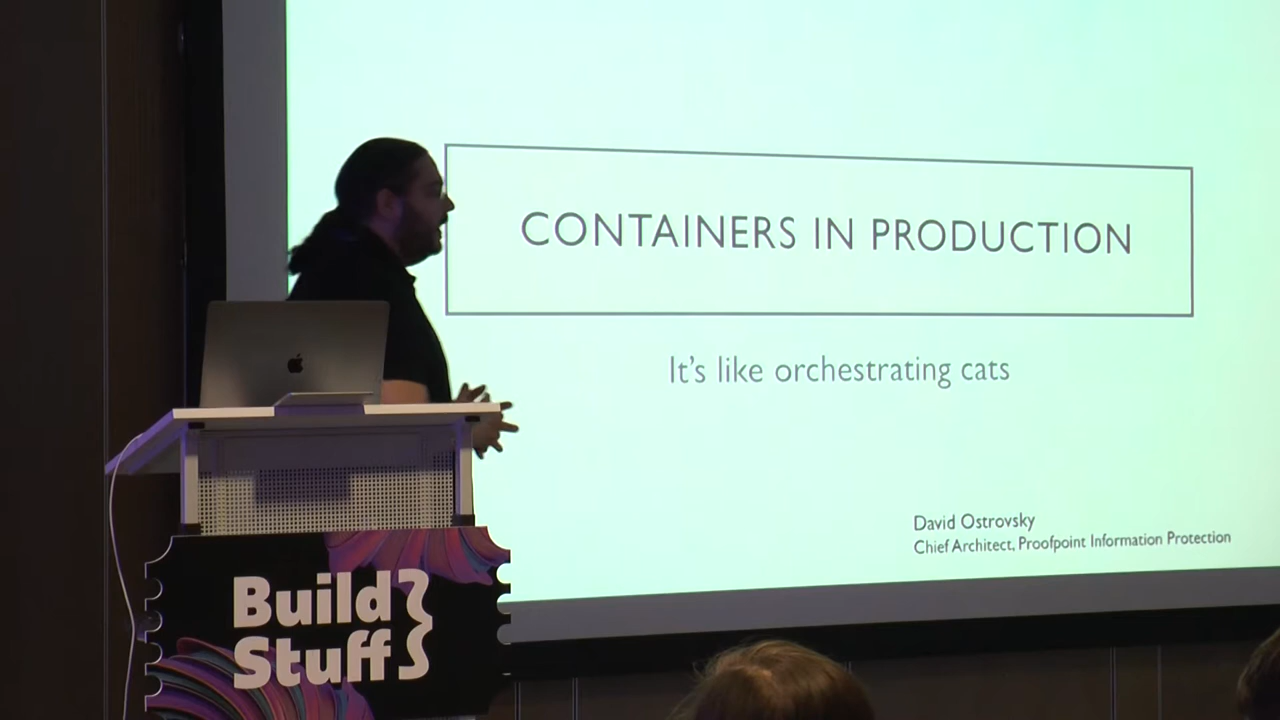 CONTAINERS IN PRODUCTION
It's like orchestrating cats
David Ostrovsky
Chief Architect, Proofpoint Information Protection
Build
Stuff